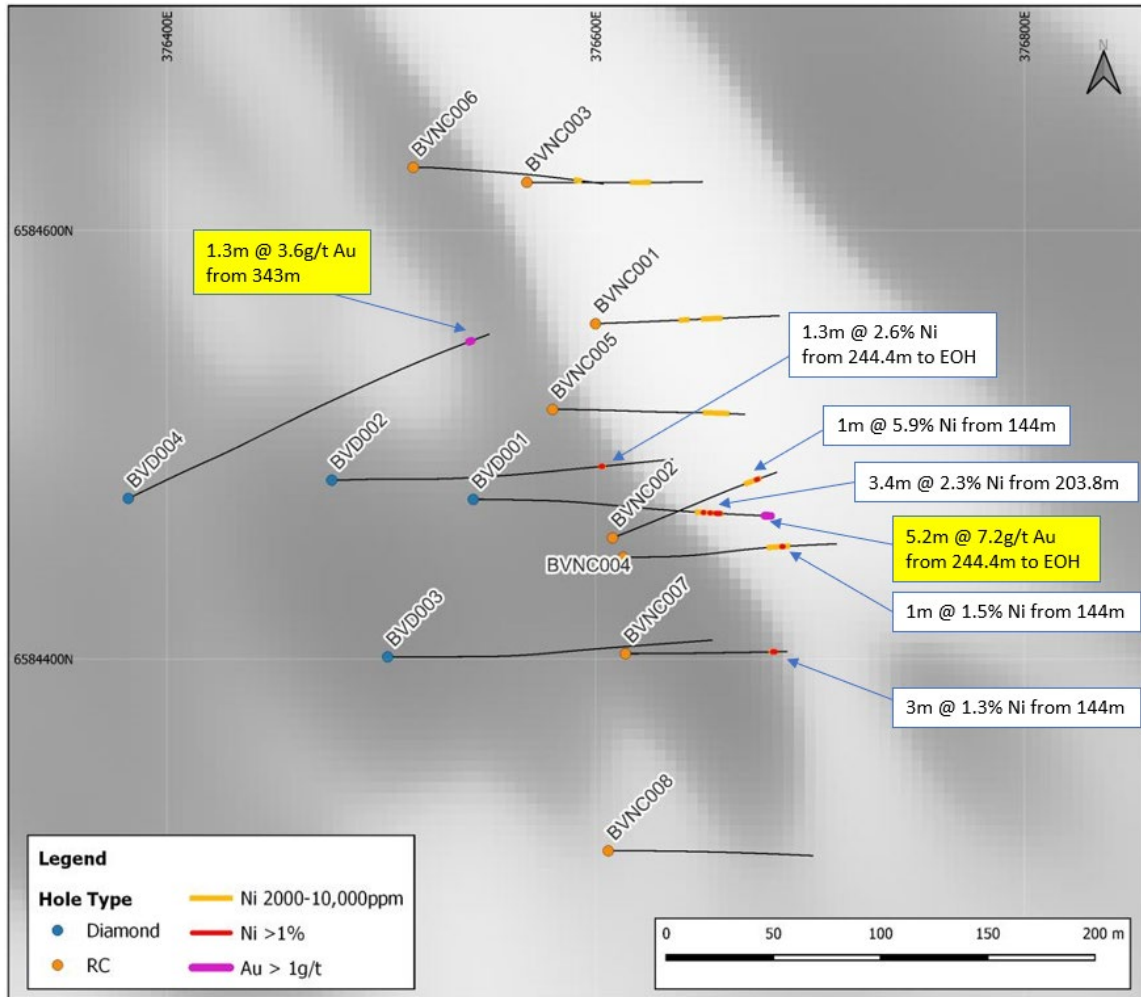 376400
376600
376800
N
BVNC006
BVNC003
6584600N
1.3m @ 3.6g/t Au
from 343m
BVNC001
1.3m @ 2.6% Ni
from 244.4m to EOH
BVNC005
1m @ 5.9% Ni from 144m
BVD004
BVD002
BVD001
3.4m @ 2.3% Ni from 203.8m
BVNC002
5.2m @ 7.2g/t Au
from 244.4m to EOH
BVNC004
BVD003
BVNC007
1m @ 1.5% Ni from 144m
6584400N
3m @ 1.3% Ni from 144m
BVNC008
Legend
Hole Type
Diamond
RC
Ni 2000-10,000ppm
Ni >1%
Au > 1g/t
0 50 100 150 200 m